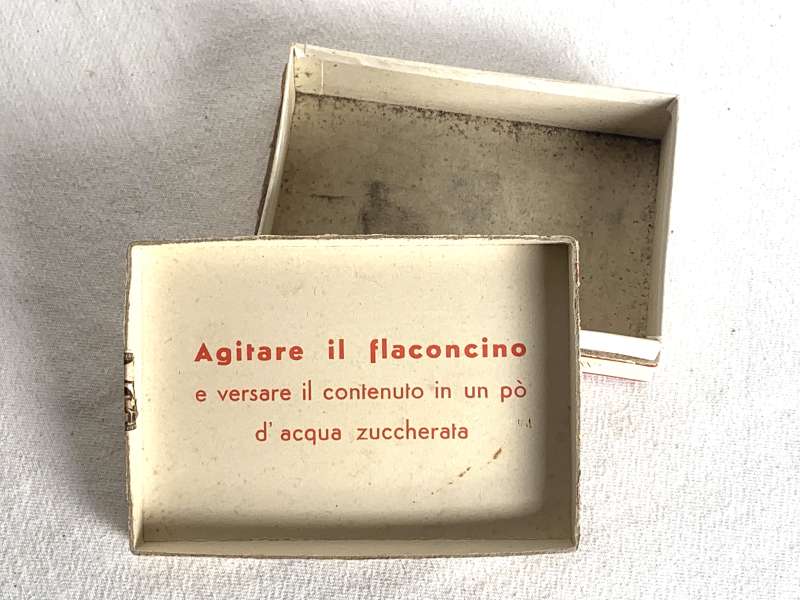 Agitare il flaconcino
e versare il contenuto in un pò
d' acqua zuccherata